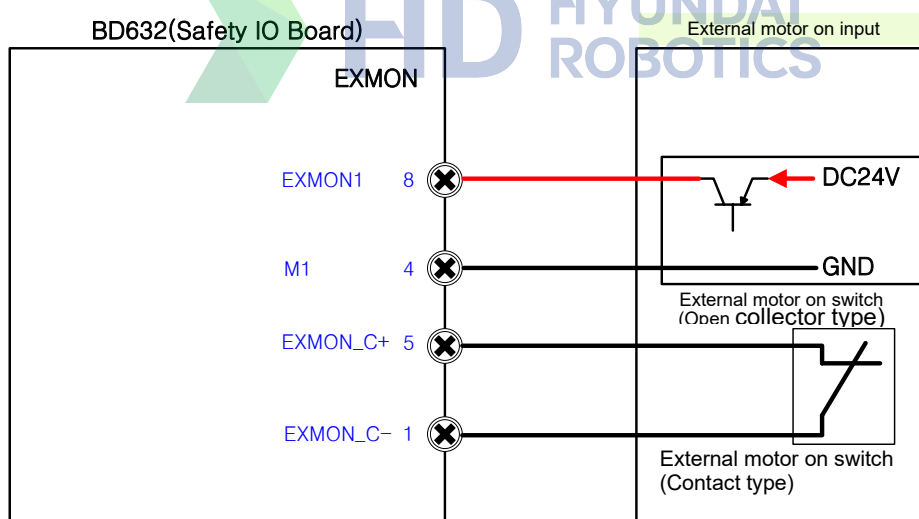 BD632(Safety IO Board)
HD HYUNDAI
ROBOTICS
External motor on input
EXMON
EXMON1 8
DC24V
M1 4
GND
External motor on switch
(Open collector type)
EXMON_C+ 5
EXMON_C- 1
External motor on switch
(Contact type)